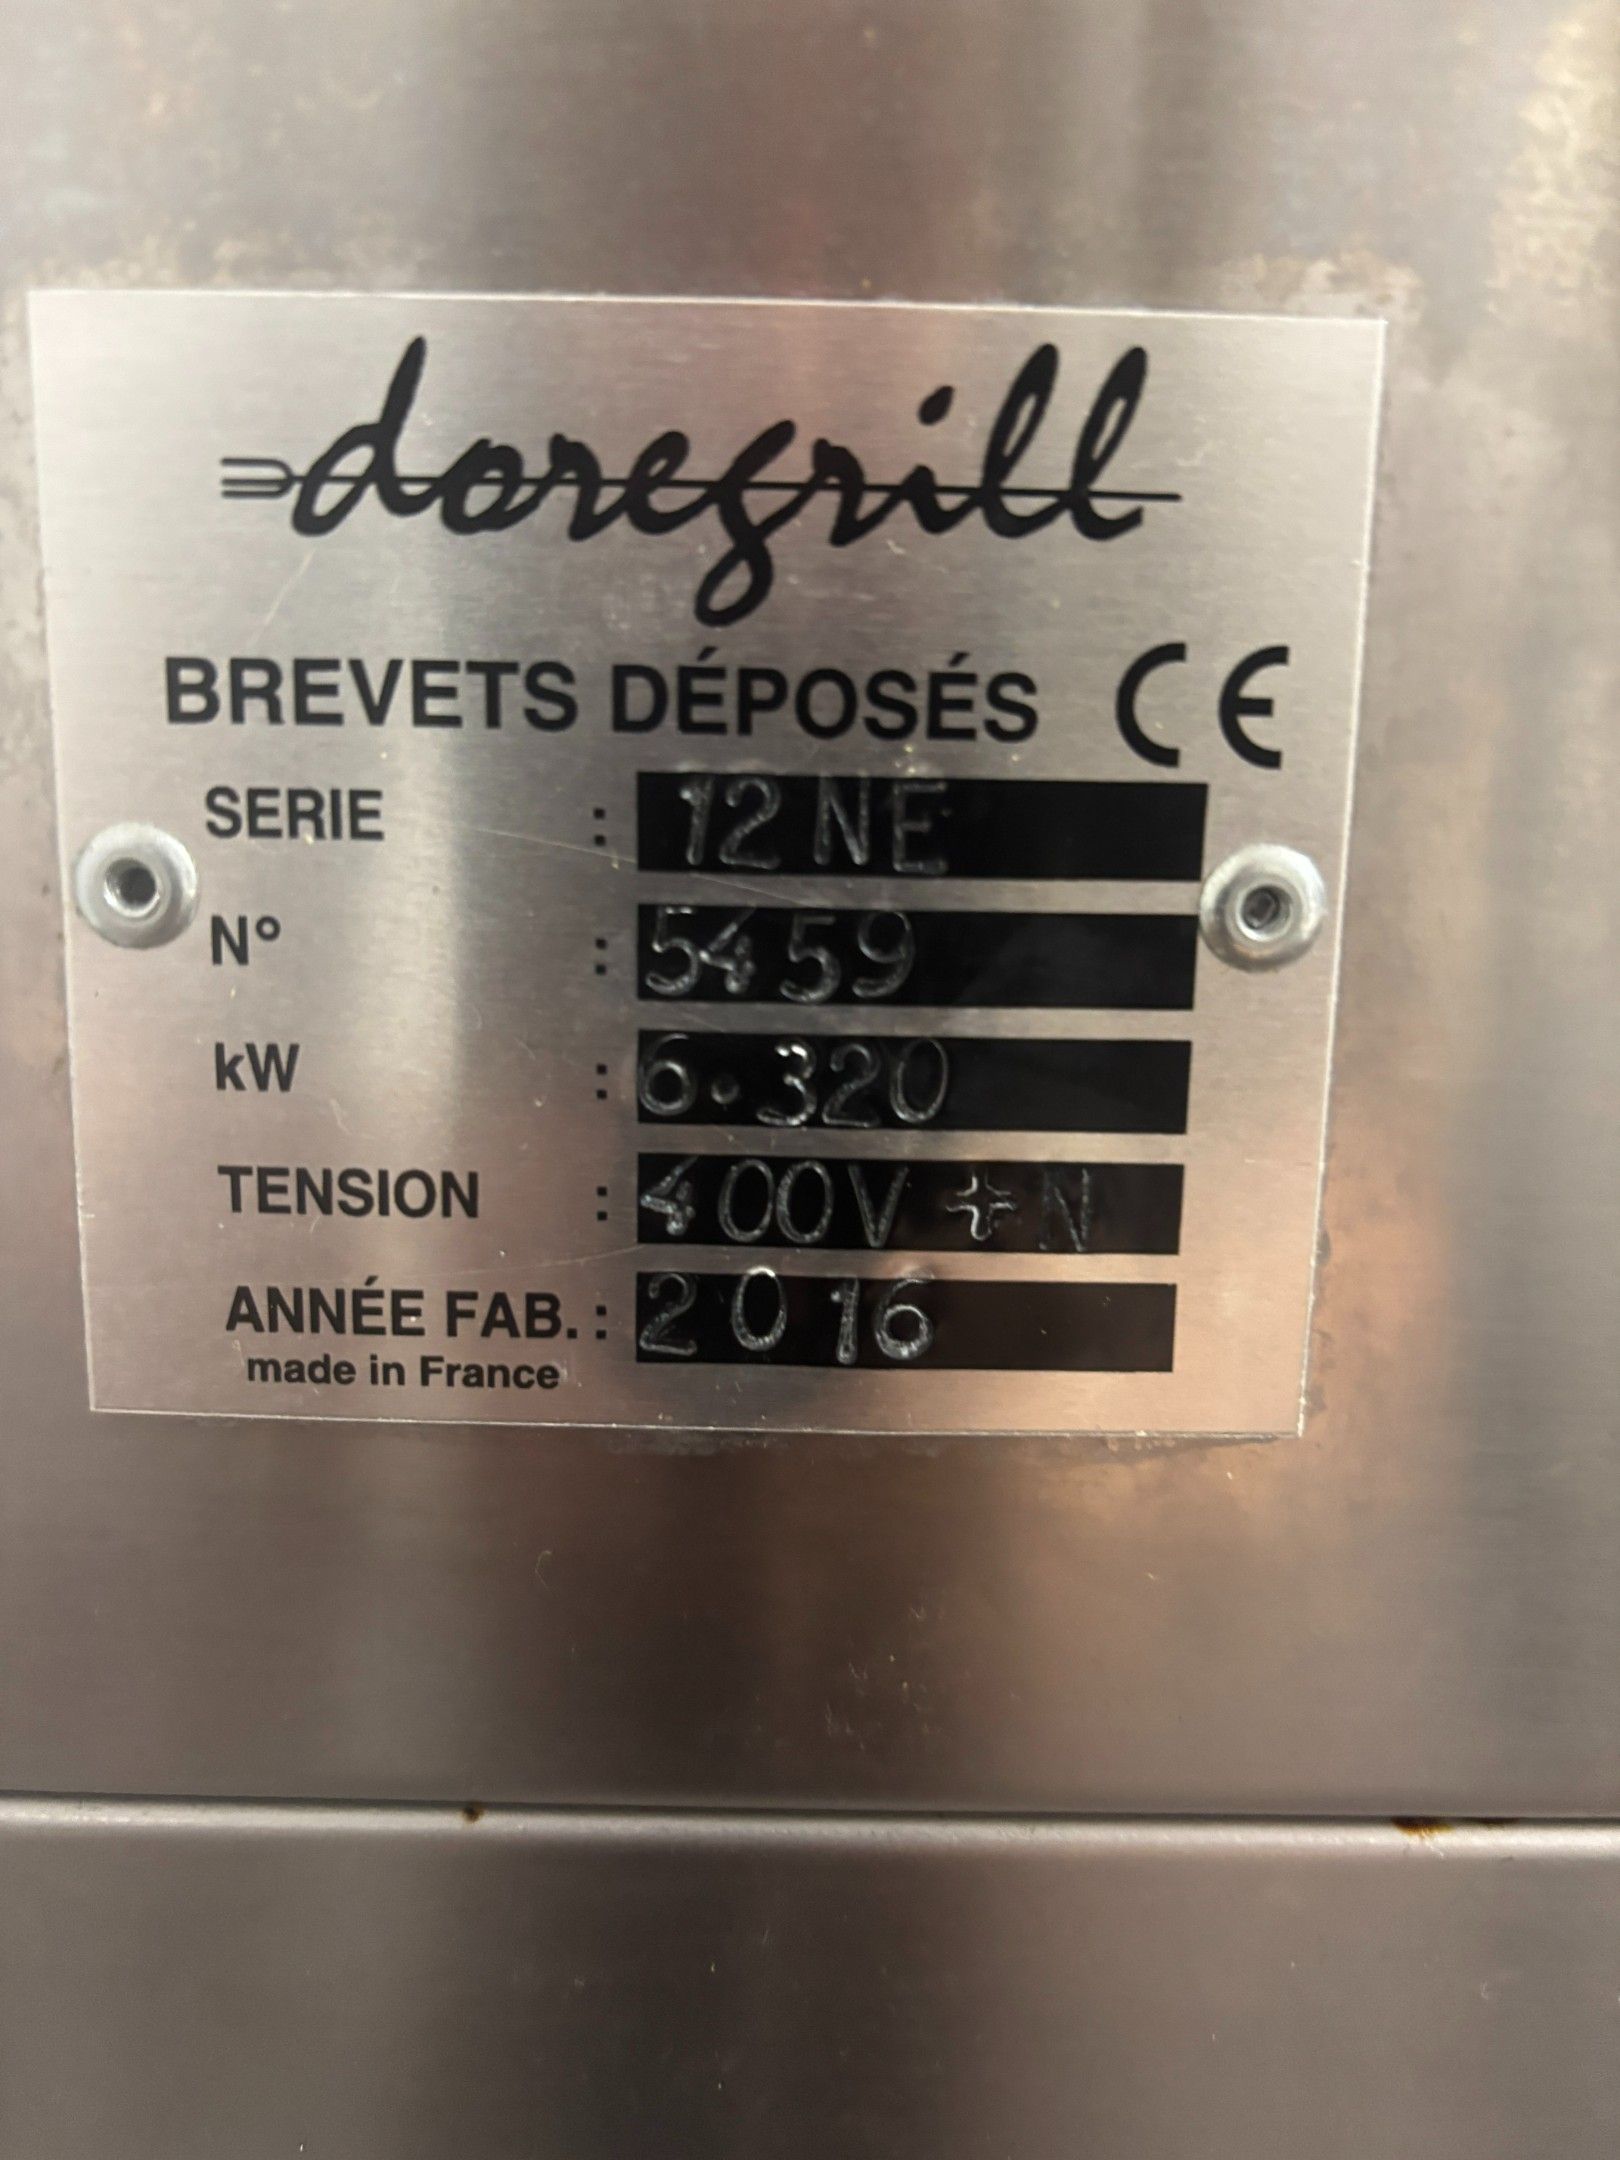 doregrill
BREVETS DÉPOSÉS CE
SERIE : 12 NE
N° : 5459
kW : 6.320
TENSION : 400V + N
ANNÉE FAB. : 2016
made in France